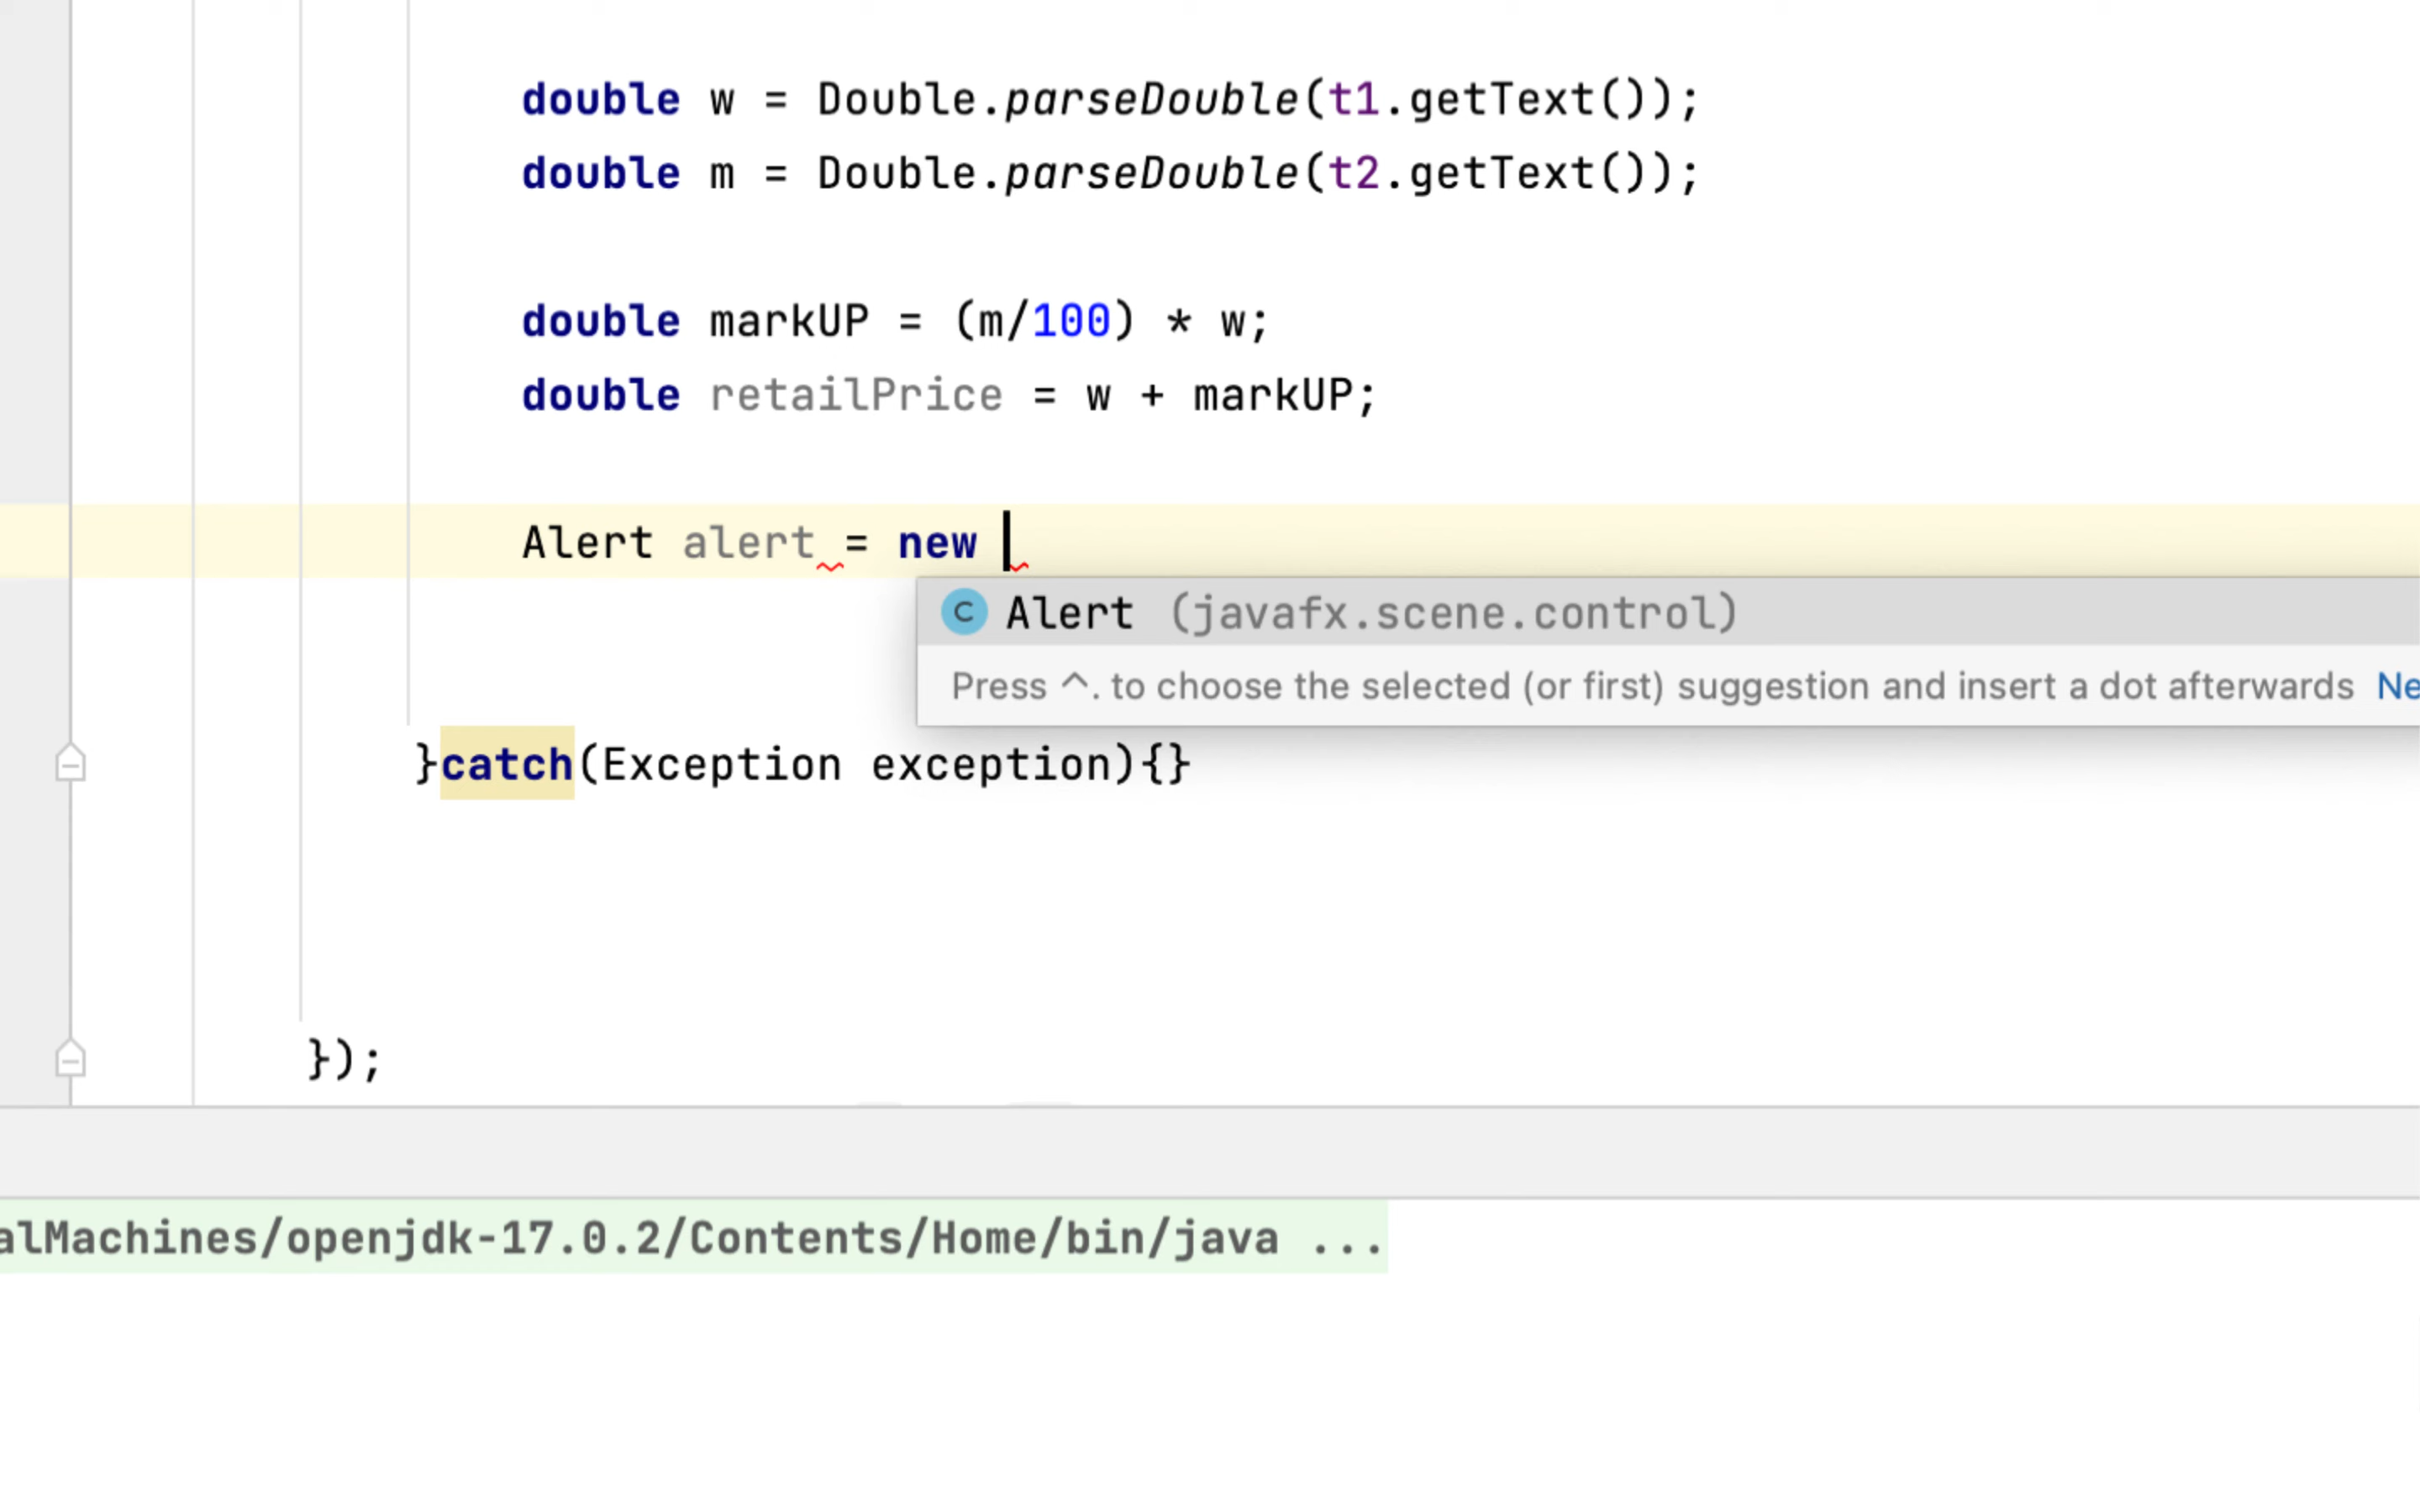 double w = Double.parseDouble(t1.getText());
double m = Double.parseDouble(t2.getText());
double markUP = (m/100) * w;
double retailPrice = w + markUP;
Alert alert = new
C Alert (javafx.scene.control)
Press ^. to choose the selected (or first) suggestion and insert a dot afterwards Ne
}catch(Exception exception){}
});
alMachines/openjdk-17.0.2/Contents/Home/bin/java ...